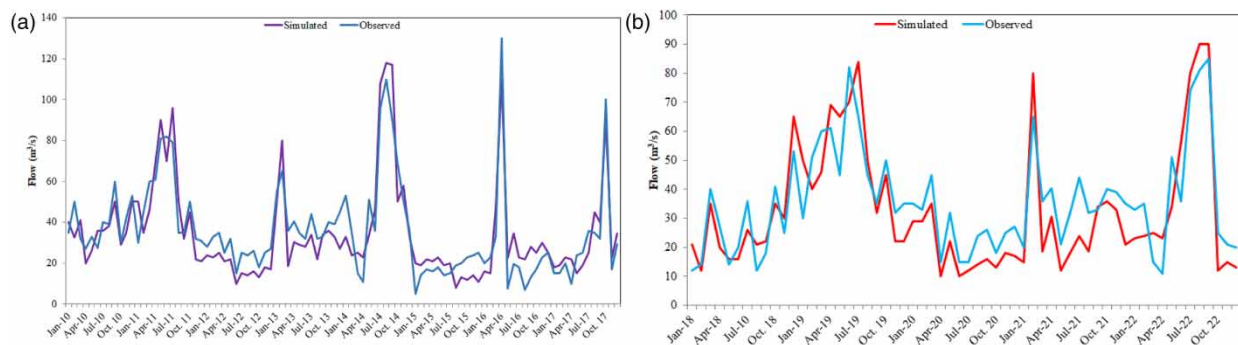 (a)
Simulated Observed
Flow (m³/s)
140
120
100
80
60
40
20
0
Jan-10
Apr-10
Jul-10
Oct. 10
Jan-11
Apr-11
Jul-11
Oct. 11
Jan-12
Apr-12
Jul-12
Oct. 12
Jan-13
Apr-13
Jul-13
Oct. 13
Jan-14
Apr-14
Jul-14
Oct. 14
Jan-15
Apr-15
Jul-15
Oct. 15
Jan-16
Apr-16
Jul-16
Oct. 16
Jan-17
Apr-17
Jul-17
Oct. 17
(b)
Simulated Observed
Flow (m³/s)
100
90
80
70
60
50
40
30
20
10
0
Jan-18
Apr-18
Jul-10
Oct. 18
Jan-19
Apr-19
Jul-19
Oct. 19
Jan-20
Apr-20
Jul-20
Oct. 20
Jan-21
Apr-21
Jul-21
Oct. 21
Jan-22
Apr-22
Jul-22
Oct. 22